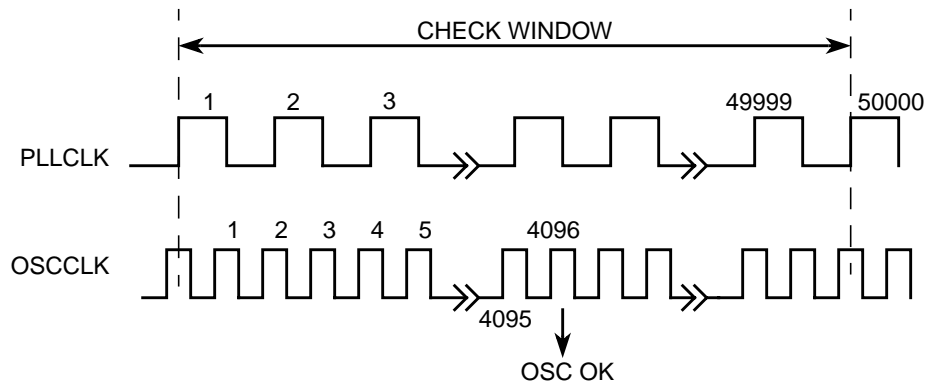 CHECK WINDOW
1 2 3 49999 50000
PLLCLK
1 2 3 4 5 4096
OSCCLK
4095
OSC OK